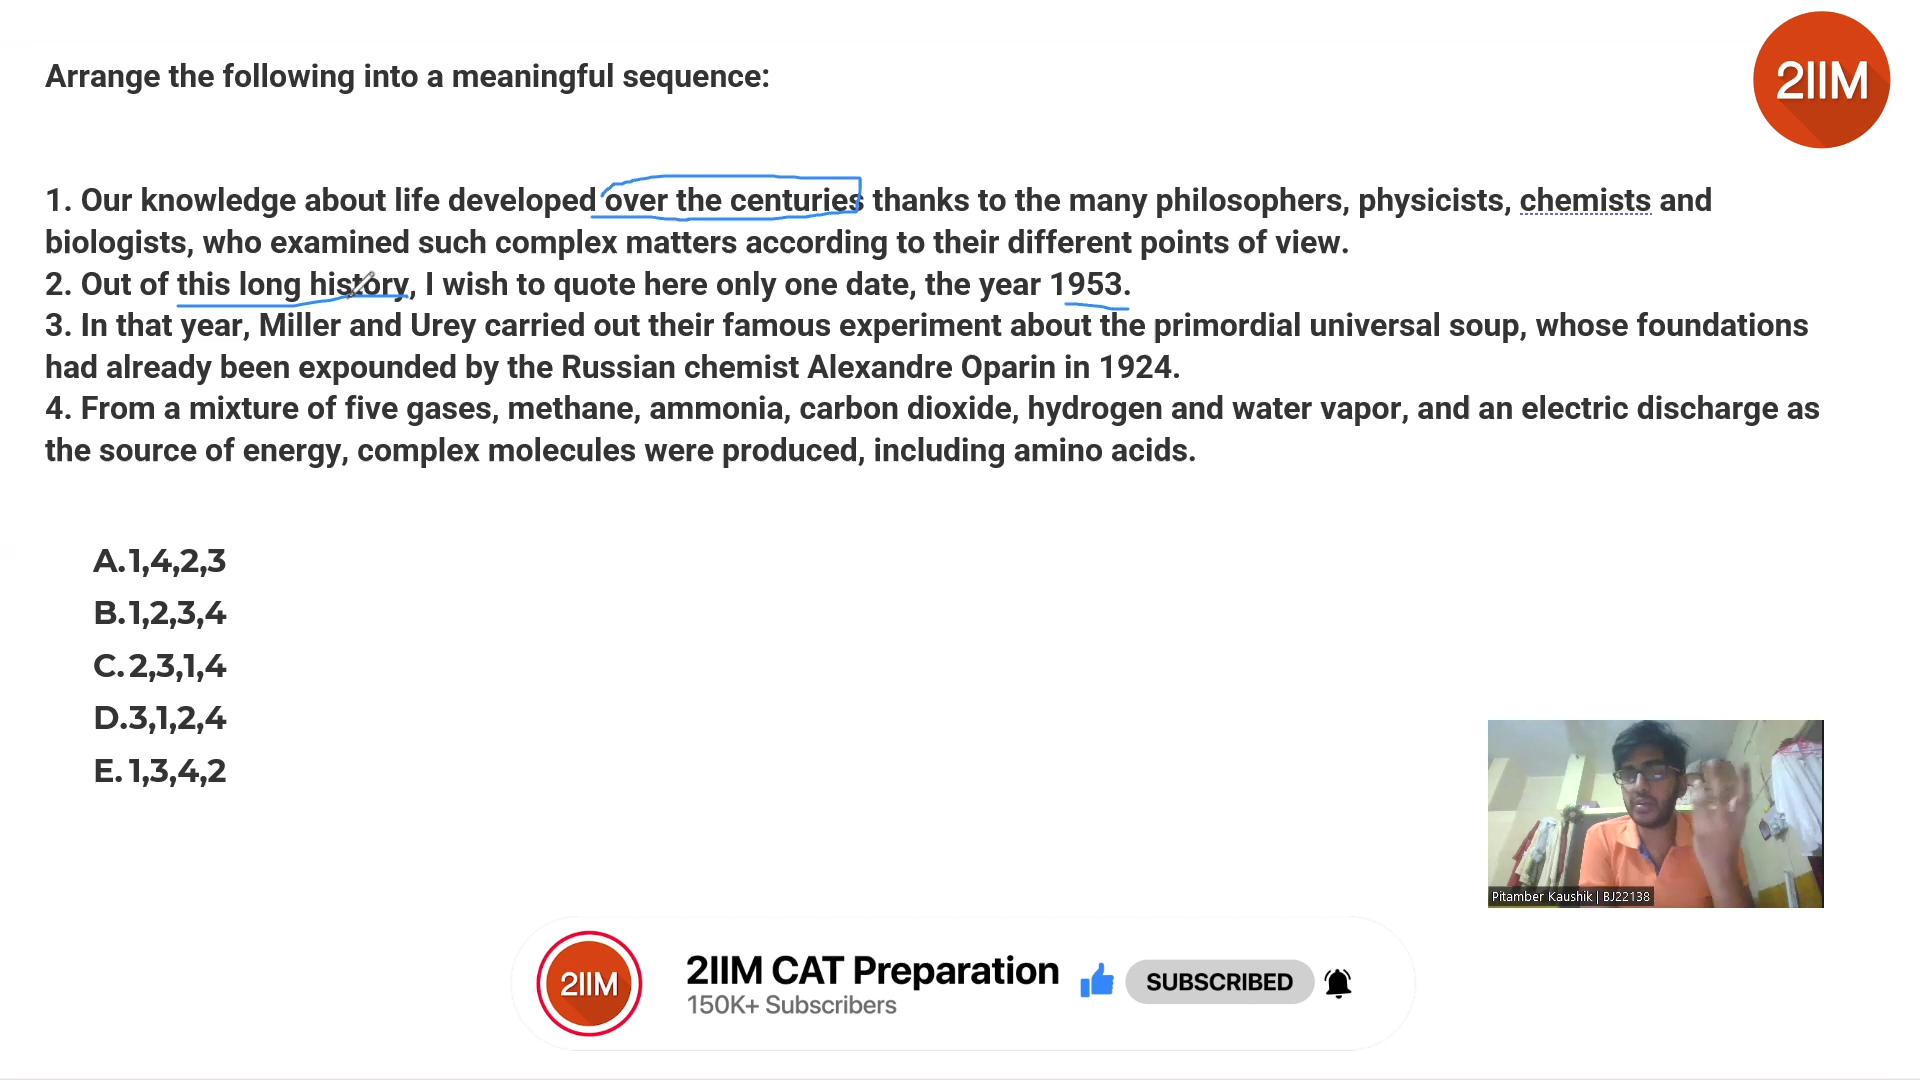 Arrange the following into a meaningful sequence:
2IIM
1. Our knowledge about life developed over the centuries thanks to the many philosophers, physicists, chemists and
biologists, who examined such complex matters according to their different points of view.
2. Out of this long history, I wish to quote here only one date, the year 1953.
3. In that year, Miller and Urey carried out their famous experiment about the primordial universal soup, whose foundations
had already been expounded by the Russian chemist Alexandre Oparin in 1924.
4. From a mixture of five gases, methane, ammonia, carbon dioxide, hydrogen and water vapor, and an electric discharge as
the source of energy, complex molecules were produced, including amino acids.
A. 1,4,2,3
B. 1,2,3,4
C. 2,3,1,4
D. 3,1,2,4
E. 1,3,4,2
Pitamber Kaushik | BJ22138
2IIM
2IIM CAT Preparation
150K+ Subscribers
SUBSCRIBED